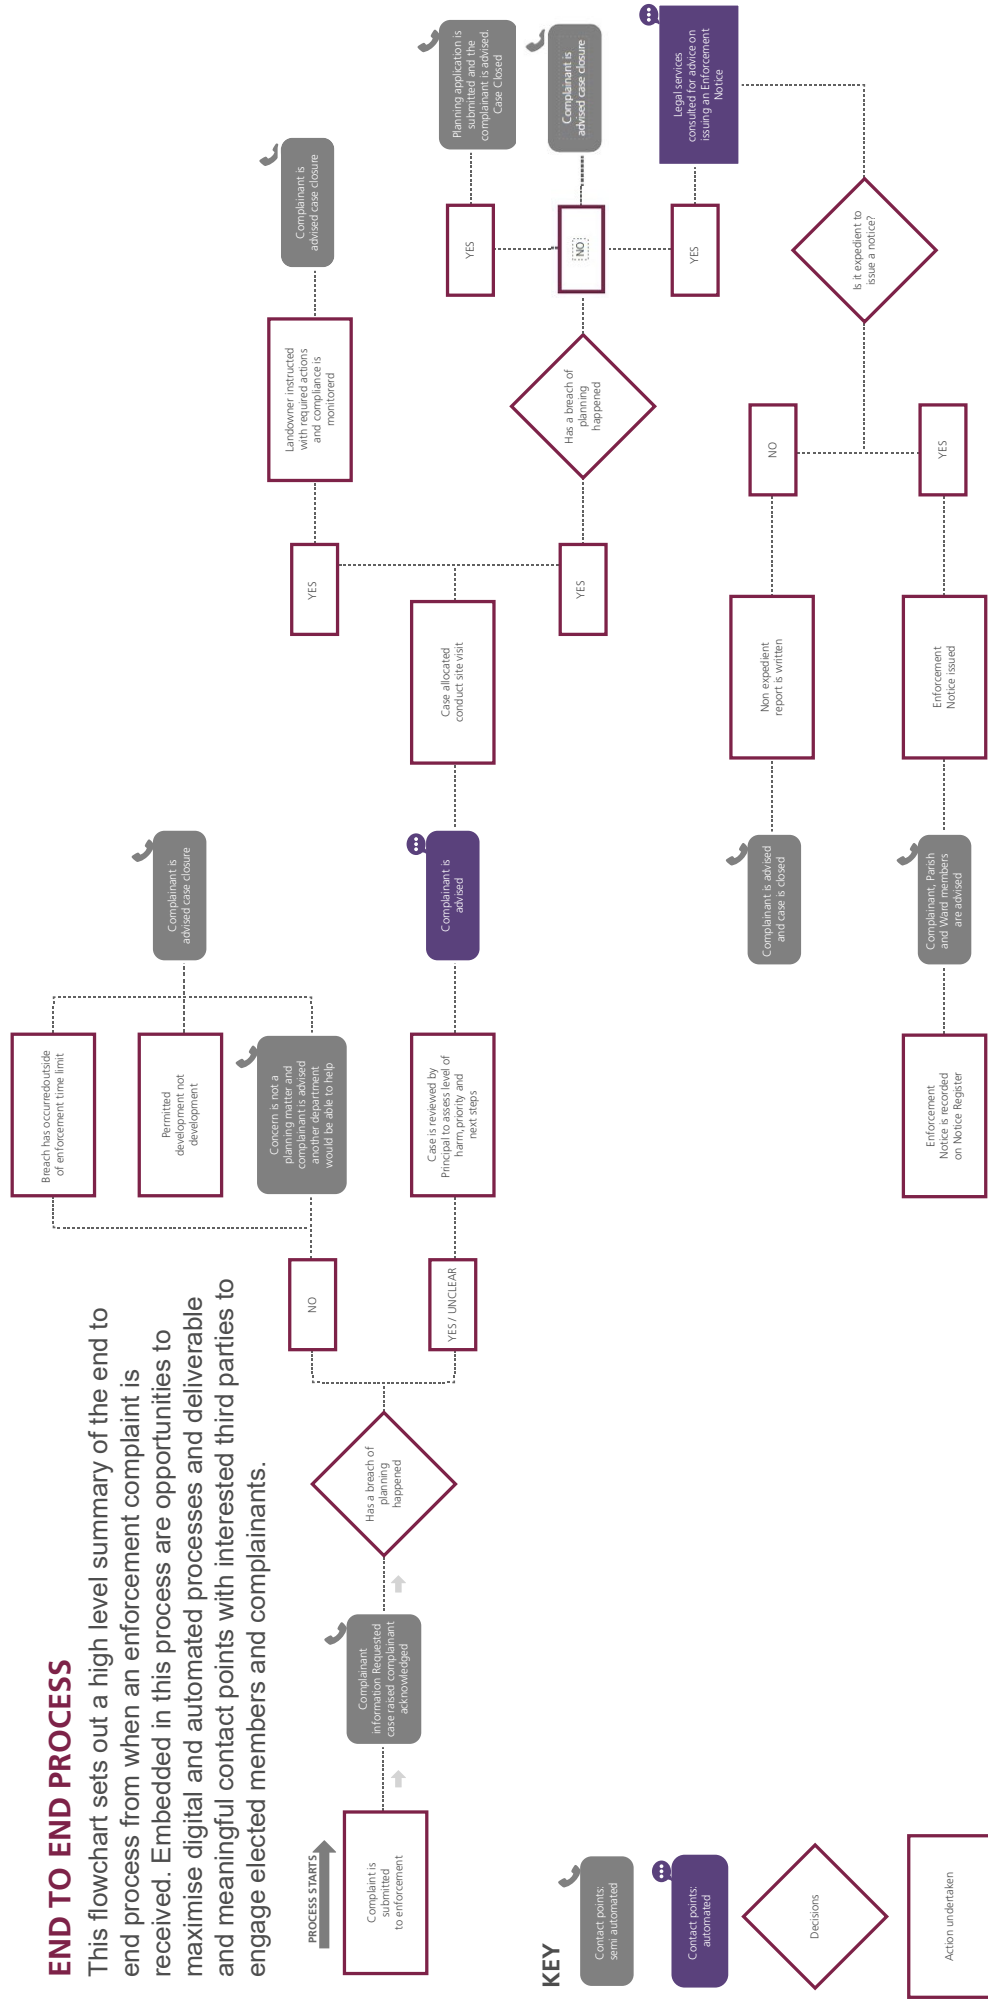 END TO END PROCESS
This flowchart sets out a high level summary of the end to
end process from when an enforcement complaint is
received. Embedded in this process are opportunities to
maximise digital and automated processes and deliverable
and meaningful contact points with interested third parties to
engage elected members and complainants.
PROCESS STARTS
Complaint is
submitted
to enforcement
Complainant
information Requested
case raised complainant
acknowledged
Has a breach of
planning
happened
NO
YES / UNCLEAR
Breach has occurredoutside
of enforcement time limit
Permitted
development not
development
Concern is not a
planning matter and
complainant is advised
another department
would be able to help
Complainant is
advised case closure
Case is reviewed by
Principal to assess level of
harm,priority and
next steps
Complainant is
advised
Case allocated
conduct site visit
YES
Landowner instructed
with required actions
and compliance is
monitorerd
Complainant is
advised case closure
YES
Has a breach of
planning
happened
YES
Planning application is
submitted and the
complainant is advised.
Case Closed
NO
Complainant is
advised case closure
YES
Legal services
consulted for advice on
issuing an Enforcement
Notice
Is it expedient to
issue a notice?
NO
Non expedient
report is written
Complainant is advised
and case is closed
YES
Enforcement
Notice issued
Complainant, Parish
and Ward members
are advised
Enforcement
Notice is recorded
on Notice Register
KEY
Contact points:
semi automated
Contact points:
automated
Decisions
Action undertaken